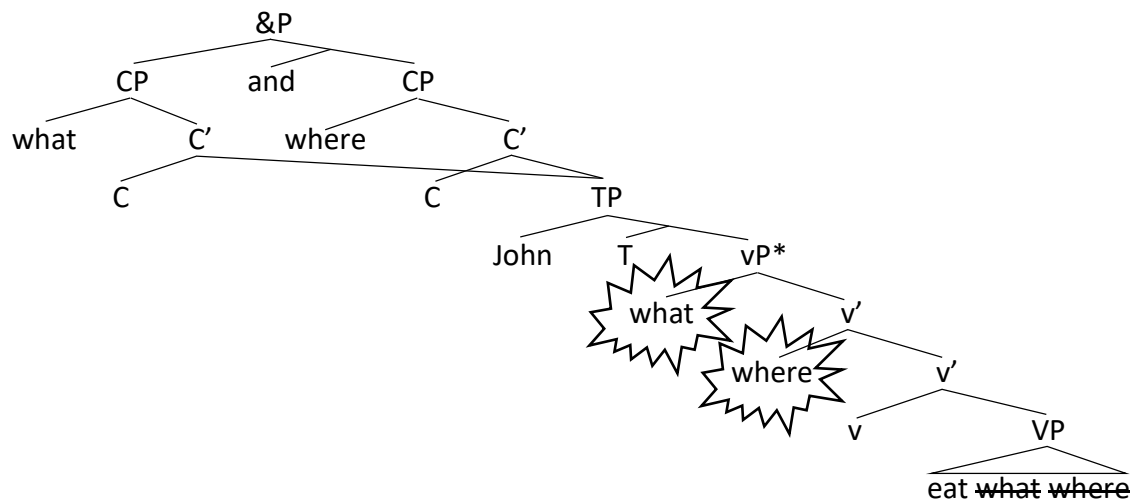 &P
CP and CP
what C’ where C’
C C TP
John T vP*
what v’
where v’
v VP
eat what where